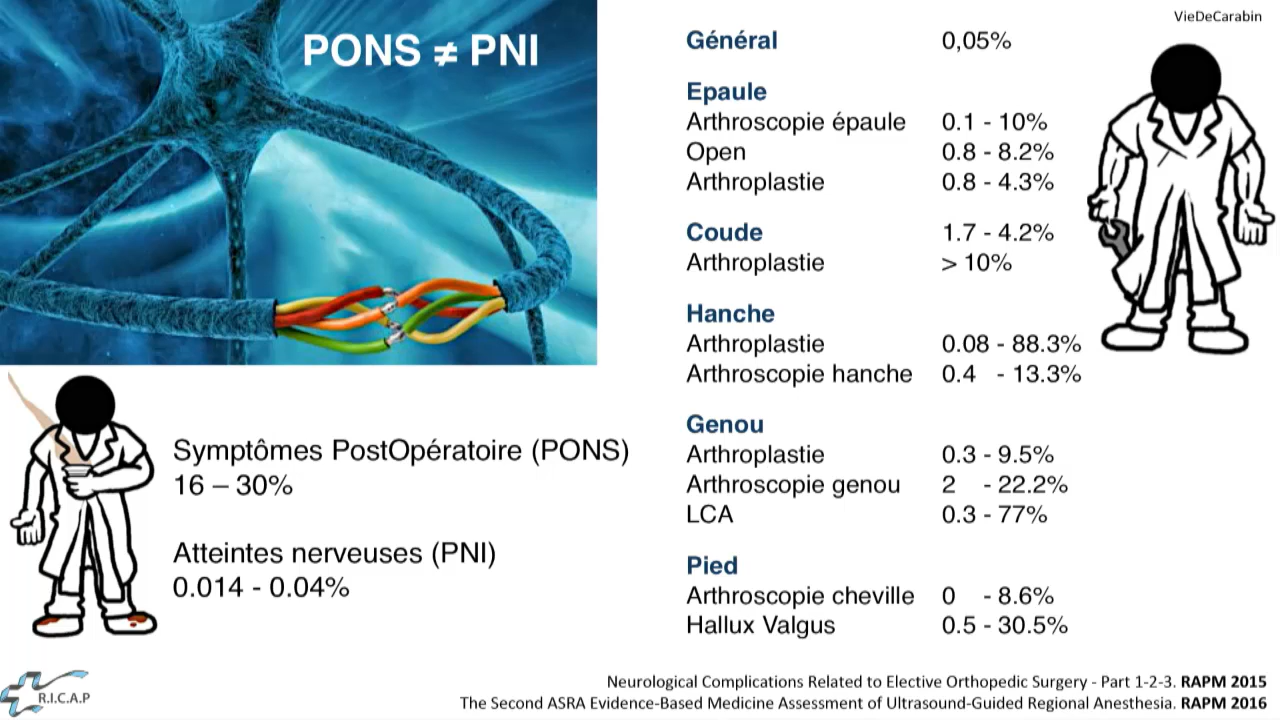 VieDeCarabin
PONS ≠ PNI
Général 0,05%
Epaule
Arthroscopie épaule 0.1 - 10%
Open 0.8 - 8.2%
Arthroplastie 0.8 - 4.3%
Coude 1.7 - 4.2%
Arthroplastie > 10%
Hanche
Arthroplastie 0.08 - 88.3%
Arthroscopie hanche 0.4 - 13.3%
Genou
Arthroplastie 0.3 - 9.5%
Arthroscopie genou 2 - 22.2%
LCA 0.3 - 77%
Pied
Arthroscopie cheville 0 - 8.6%
Hallux Valgus 0.5 - 30.5%
Symptômes PostOpératoire (PONS)
16 – 30%
Atteintes nerveuses (PNI)
0.014 - 0.04%
R.I.C.A.P
Neurological Complications Related to Elective Orthopedic Surgery - Part 1-2-3. RAPM 2015
The Second ASRA Evidence-Based Medicine Assessment of Ultrasound-Guided Regional Anesthesia. RAPM 2016